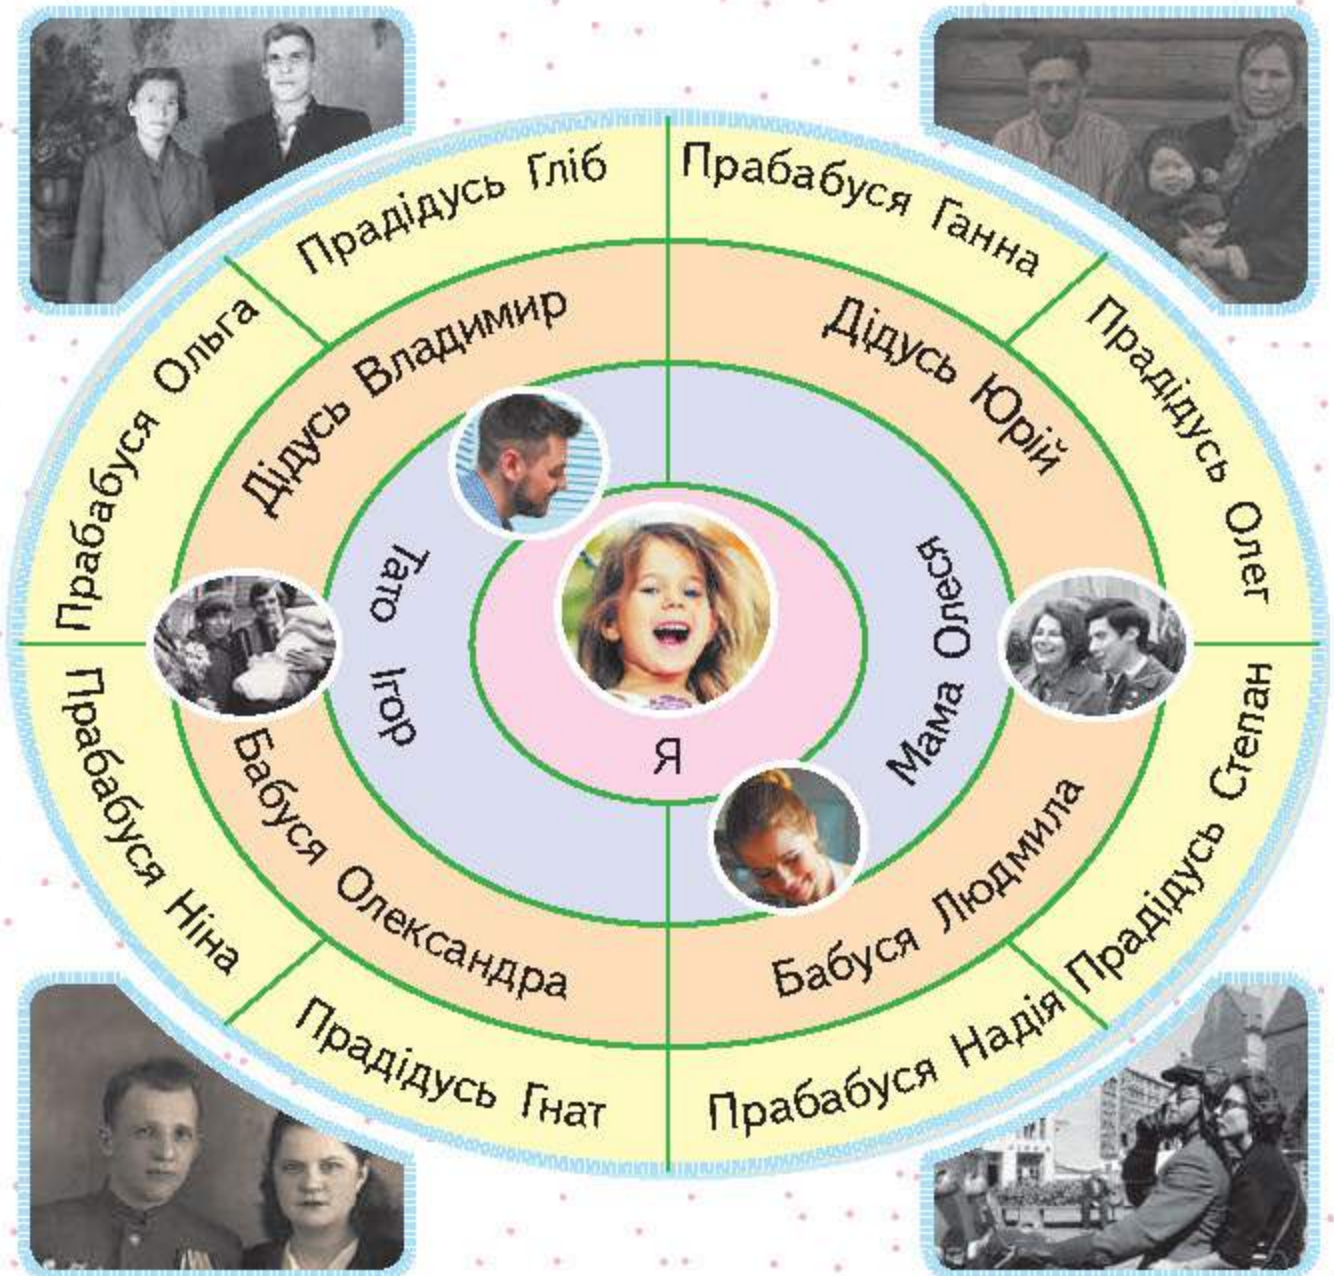 Прадідусь Гліб
Прабабуся Ганна
Прабабуся Ольга
Дідусь Владимир
Дідусь Юрій
Прадідусь Олег
Тато Ігор
Мама Олеся
Я
Прабабуся Ніна
Бабуся Олександра
Бабуся Людмила
Прадідусь Степан
Прадідусь Ґнат
Прабабуся Надія